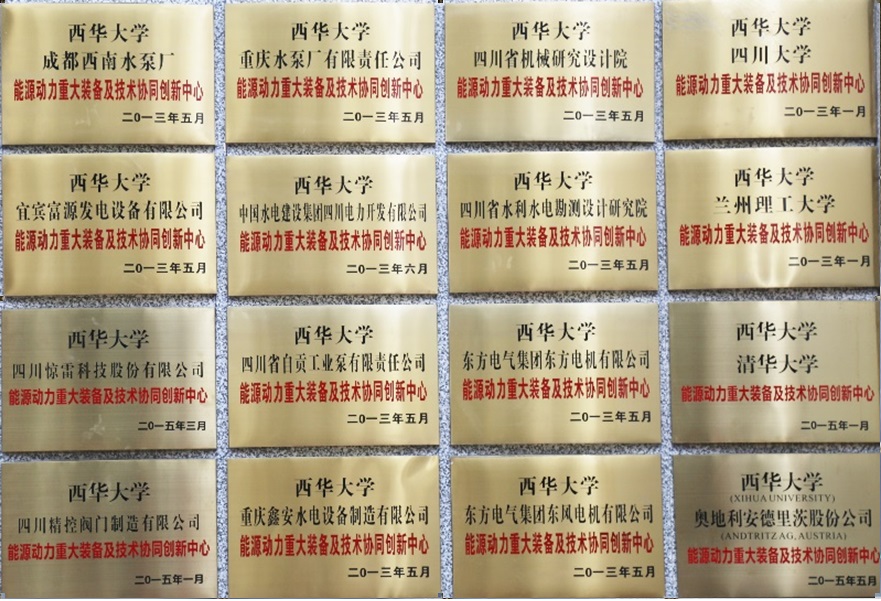 西华大学
成都西南水泵厂
能源动力重大装备及技术协同创新中心
二〇一三年五月
西华大学
重庆水泵厂有限责任公司
能源动力重大装备及技术协同创新中心
二〇一三年五月
西华大学
四川省机械研究设计院
能源动力重大装备及技术协同创新中心
二〇一三年五月
西华大学
四川大学
能源动力重大装备及技术协同创新中心
二〇一三年一月
西华大学
宜宾富源发电设备有限公司
能源动力重大装备及技术协同创新中心
二〇一三年五月
西华大学
中国水电建设集团四川电力开发有限公司
能源动力重大装备及技术协同创新中心
二〇一三年六月
西华大学
四川省水利水电勘测设计研究院
能源动力重大装备及技术协同创新中心
二〇一三年五月
西华大学
兰州理工大学
能源动力重大装备及技术协同创新中心
二〇一三年一月
西华大学
四川惊雷科技股份有限公司
能源动力重大装备及技术协同创新中心
二〇一五年三月
西华大学
四川省自贡工业泵有限责任公司
能源动力重大装备及技术协同创新中心
二〇一三年五月
西华大学
东方电气集团东方电机有限公司
能源动力重大装备及技术协同创新中心
二〇一三年五月
西华大学
清华大学
能源动力重大装备及技术协同创新中心
二〇一五年一月
西华大学
四川精控阀门制造有限公司
能源动力重大装备及技术协同创新中心
二〇一五年一月
西华大学
重庆鑫安水电设备制造有限公司
能源动力重大装备及技术协同创新中心
二〇一三年五月
西华大学
东方电气集团东风电机有限公司
能源动力重大装备及技术协同创新中心
二〇一三年五月
西华大学
(XIHUA UNIVERSITY)
奥地利安德里茨股份公司
(ANDTRITZ AG, AUSTRIA)
能源动力重大装备及技术协同创新中心
二〇一五年五月